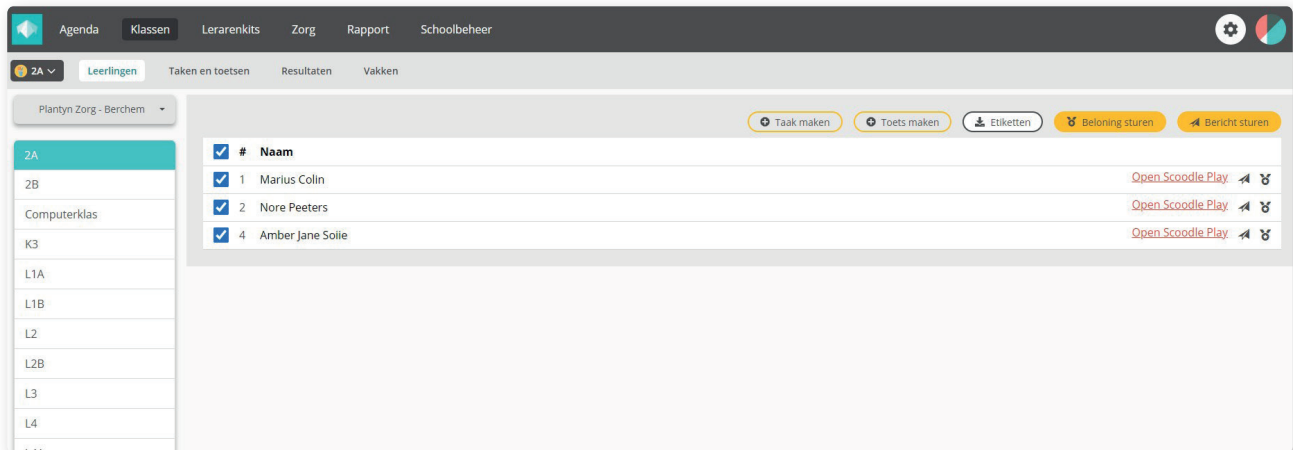 Agenda Klassen Lerarenkits Zorg Rapport Schoolbeheer
2A Leerlingen Taken en toetsen Resultaten Vakken
Plantyn Zorg - Berchem
Taak maken Toets maken Etiketten Beloning sturen Bericht sturen
2A
2B
Computerklas
K3
L1A
L1B
L2
L2B
L3
L4
# Naam
1 Marius Colin Open Scoodle Play
2 Nore Peeters Open Scoodle Play
4 Amber Jane Soiie Open Scoodle Play